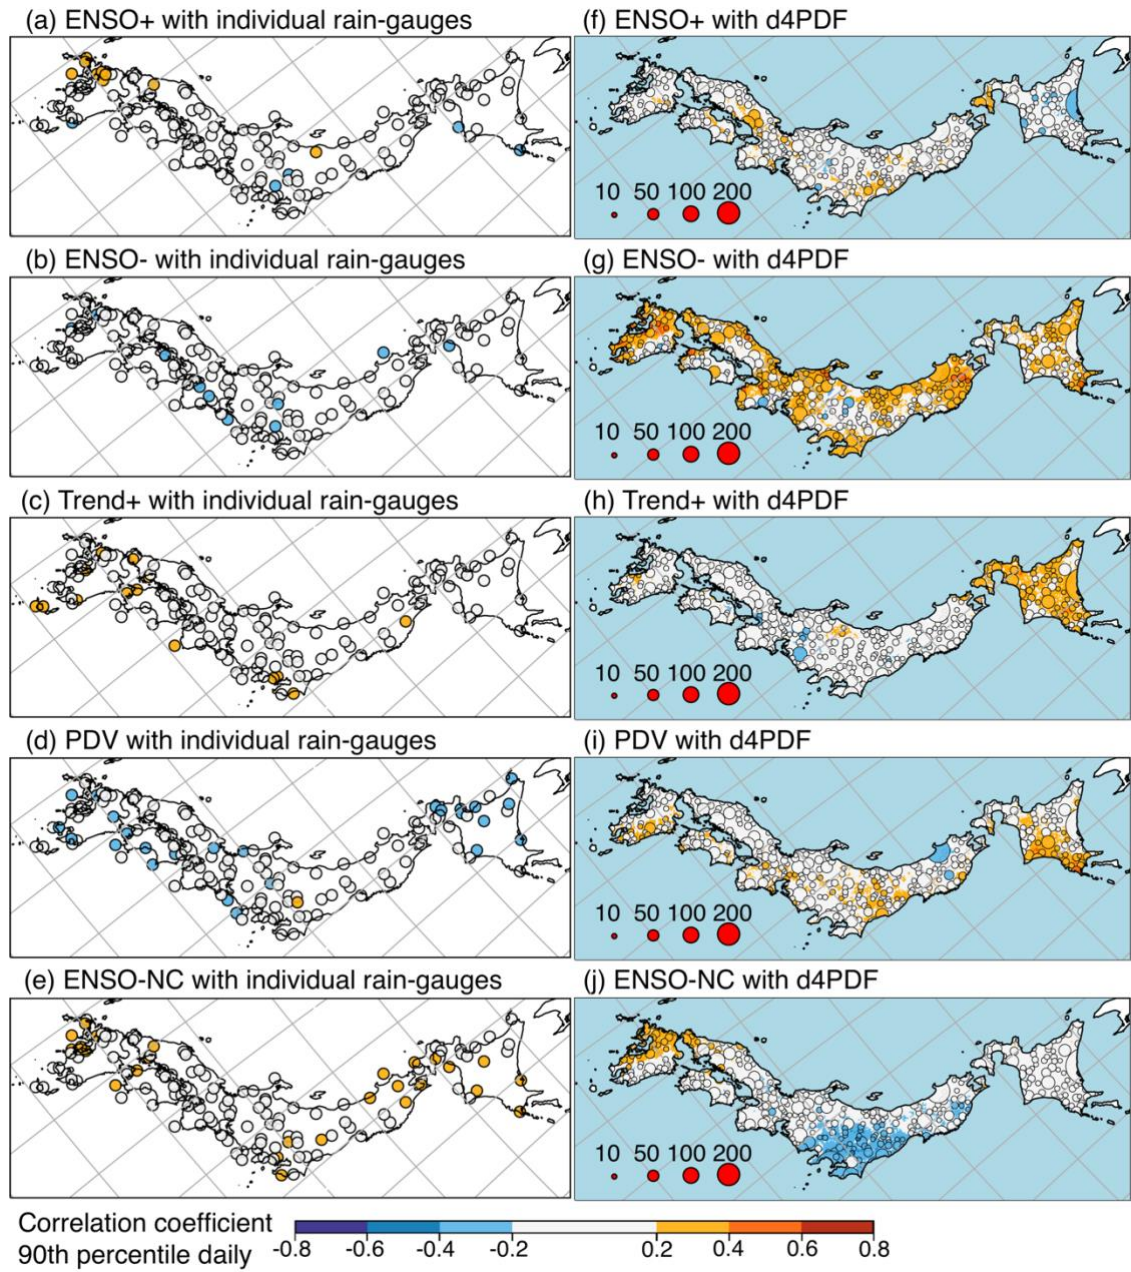 (a) ENSO+ with individual rain-gauges
(f) ENSO+ with d4PDF
10 50 100 200
(b) ENSO- with individual rain-gauges
(g) ENSO- with d4PDF
10 50 100 200
(c) Trend+ with individual rain-gauges
(h) Trend+ with d4PDF
10 50 100 200
(d) PDV with individual rain-gauges
(i) PDV with d4PDF
10 50 100 200
(e) ENSO-NC with individual rain-gauges
(j) ENSO-NC with d4PDF
10 50 100 200
Correlation coefficient
90th percentile daily
-0.8 -0.6 -0.4 -0.2 0.2 0.4 0.6 0.8